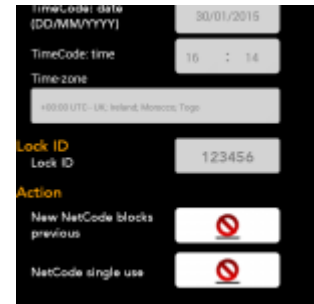 TimeCode: date
(DD/MM/YYYY)
30/01/2015
TimeCode: time
16 : 14
Time-zone
+00:00 UTC - UK, Ireland, Morocco, Togo
Lock ID
Lock ID
123456
Action
New NetCode blocks
previous
NetCode single use